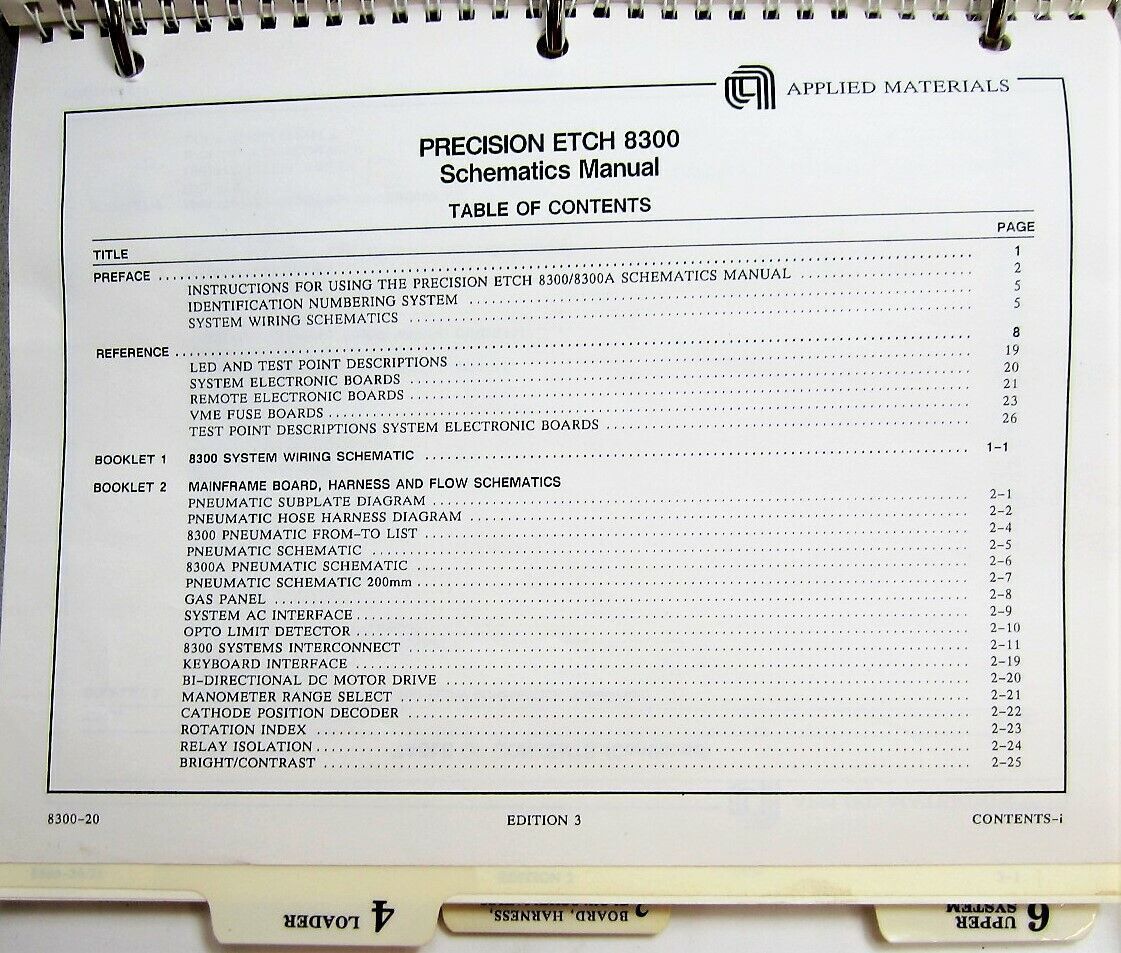 APPLIED MATERIALS
PRECISION ETCH 8300
Schematics Manual
TABLE OF CONTENTS
TITLE PAGE
PREFACE ... 1
INSTRUCTIONS FOR USING THE PRECISION ETCH 8300/8300A SCHEMATICS MANUAL ... 2
IDENTIFICATION NUMBERING SYSTEM ... 5
SYSTEM WIRING SCHEMATICS ... 5
REFERENCE ... 8
LED AND TEST POINT DESCRIPTIONS ... 19
SYSTEM ELECTRONIC BOARDS ... 20
REMOTE ELECTRONIC BOARDS ... 21
VME FUSE BOARDS ... 23
TEST POINT DESCRIPTIONS SYSTEM ELECTRONIC BOARDS ... 26
BOOKLET 1 8300 SYSTEM WIRING SCHEMATIC ... 1-1
BOOKLET 2 MAINFRAME BOARD, HARNESS AND FLOW SCHEMATICS
PNEUMATIC SUBPLATE DIAGRAM ... 2-1
PNEUMATIC HOSE HARNESS DIAGRAM ... 2-2
8300 PNEUMATIC FROM-TO LIST ... 2-4
PNEUMATIC SCHEMATIC ... 2-5
8300A PNEUMATIC SCHEMATIC ... 2-6
PNEUMATIC SCHEMATIC 200mm ... 2-7
GAS PANEL ... 2-8
SYSTEM AC INTERFACE ... 2-9
OPTO LIMIT DETECTOR ... 2-10
8300 SYSTEMS INTERCONNECT ... 2-11
KEYBOARD INTERFACE ... 2-19
BI-DIRECTIONAL DC MOTOR DRIVE ... 2-20
MANOMETER RANGE SELECT ... 2-21
CATHODE POSITION DECODER ... 2-22
ROTATION INDEX ... 2-23
RELAY ISOLATION ... 2-24
BRIGHT/CONTRAST ... 2-25
8300-20 EDITION 3 CONTENTS-i
4 LOADER
2 BOARD, HARNESS,
6 UPPER
SYSTEM